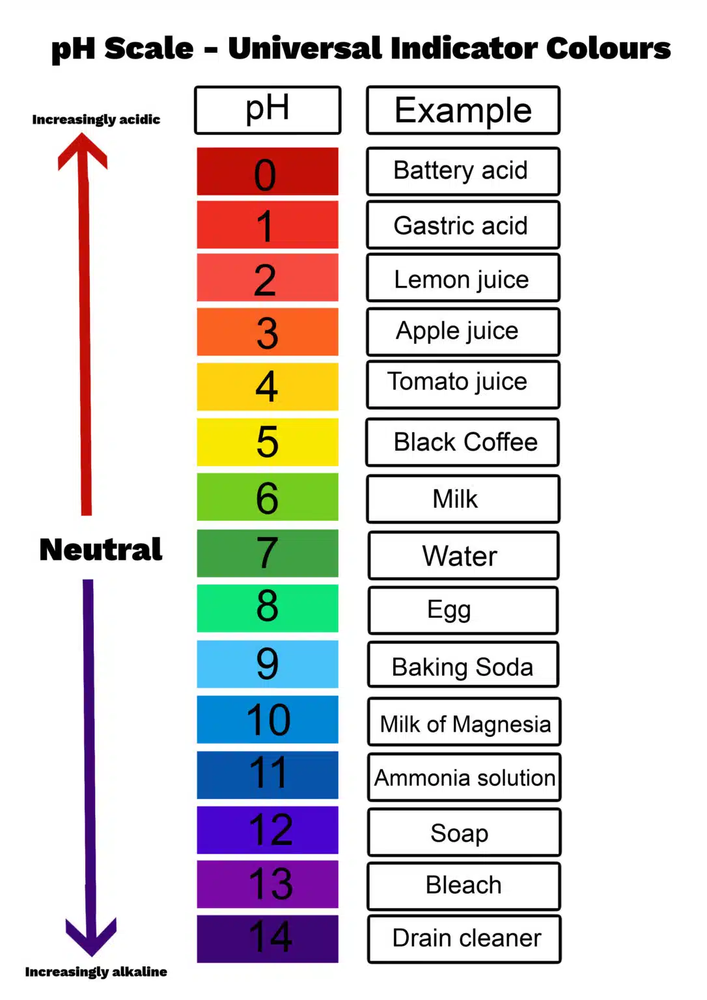 pH Scale - Universal Indicator Colours
pH Example
Increasingly acidic
0 Battery acid
1 Gastric acid
2 Lemon juice
3 Apple juice
4 Tomato juice
5 Black Coffee
6 Milk
Neutral
7 Water
8 Egg
9 Baking Soda
10 Milk of Magnesia
11 Ammonia solution
12 Soap
13 Bleach
14 Drain cleaner
Increasingly alkaline